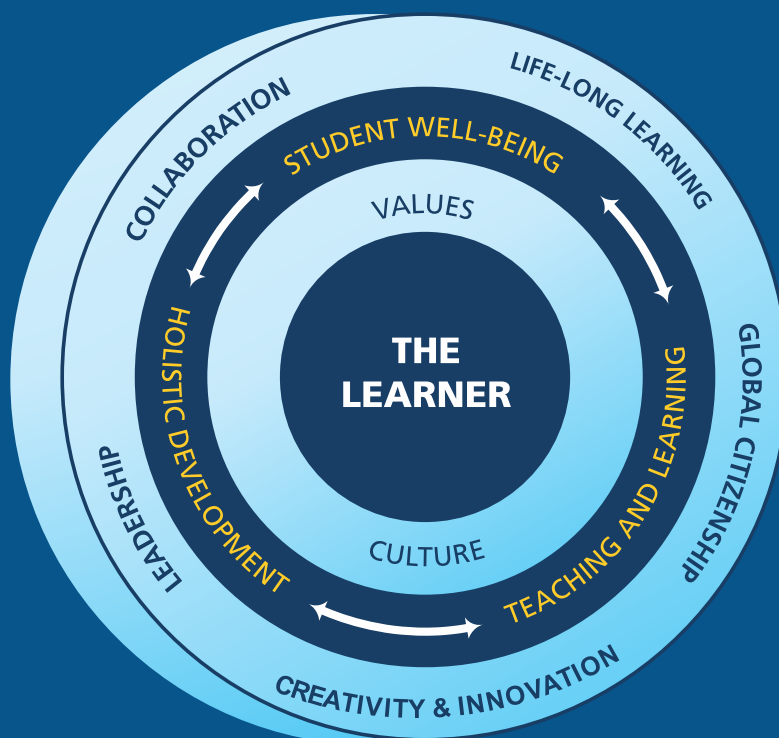 COLLABORATION
LIFE-LONG LEARNING
STUDENT WELL-BEING
VALUES
THE
LEARNER
HOLISTIC DEVELOPMENT
TEACHING AND LEARNING
GLOBAL CITIZENSHIP
LEADERSHIP
CULTURE
CREATIVITY & INNOVATION